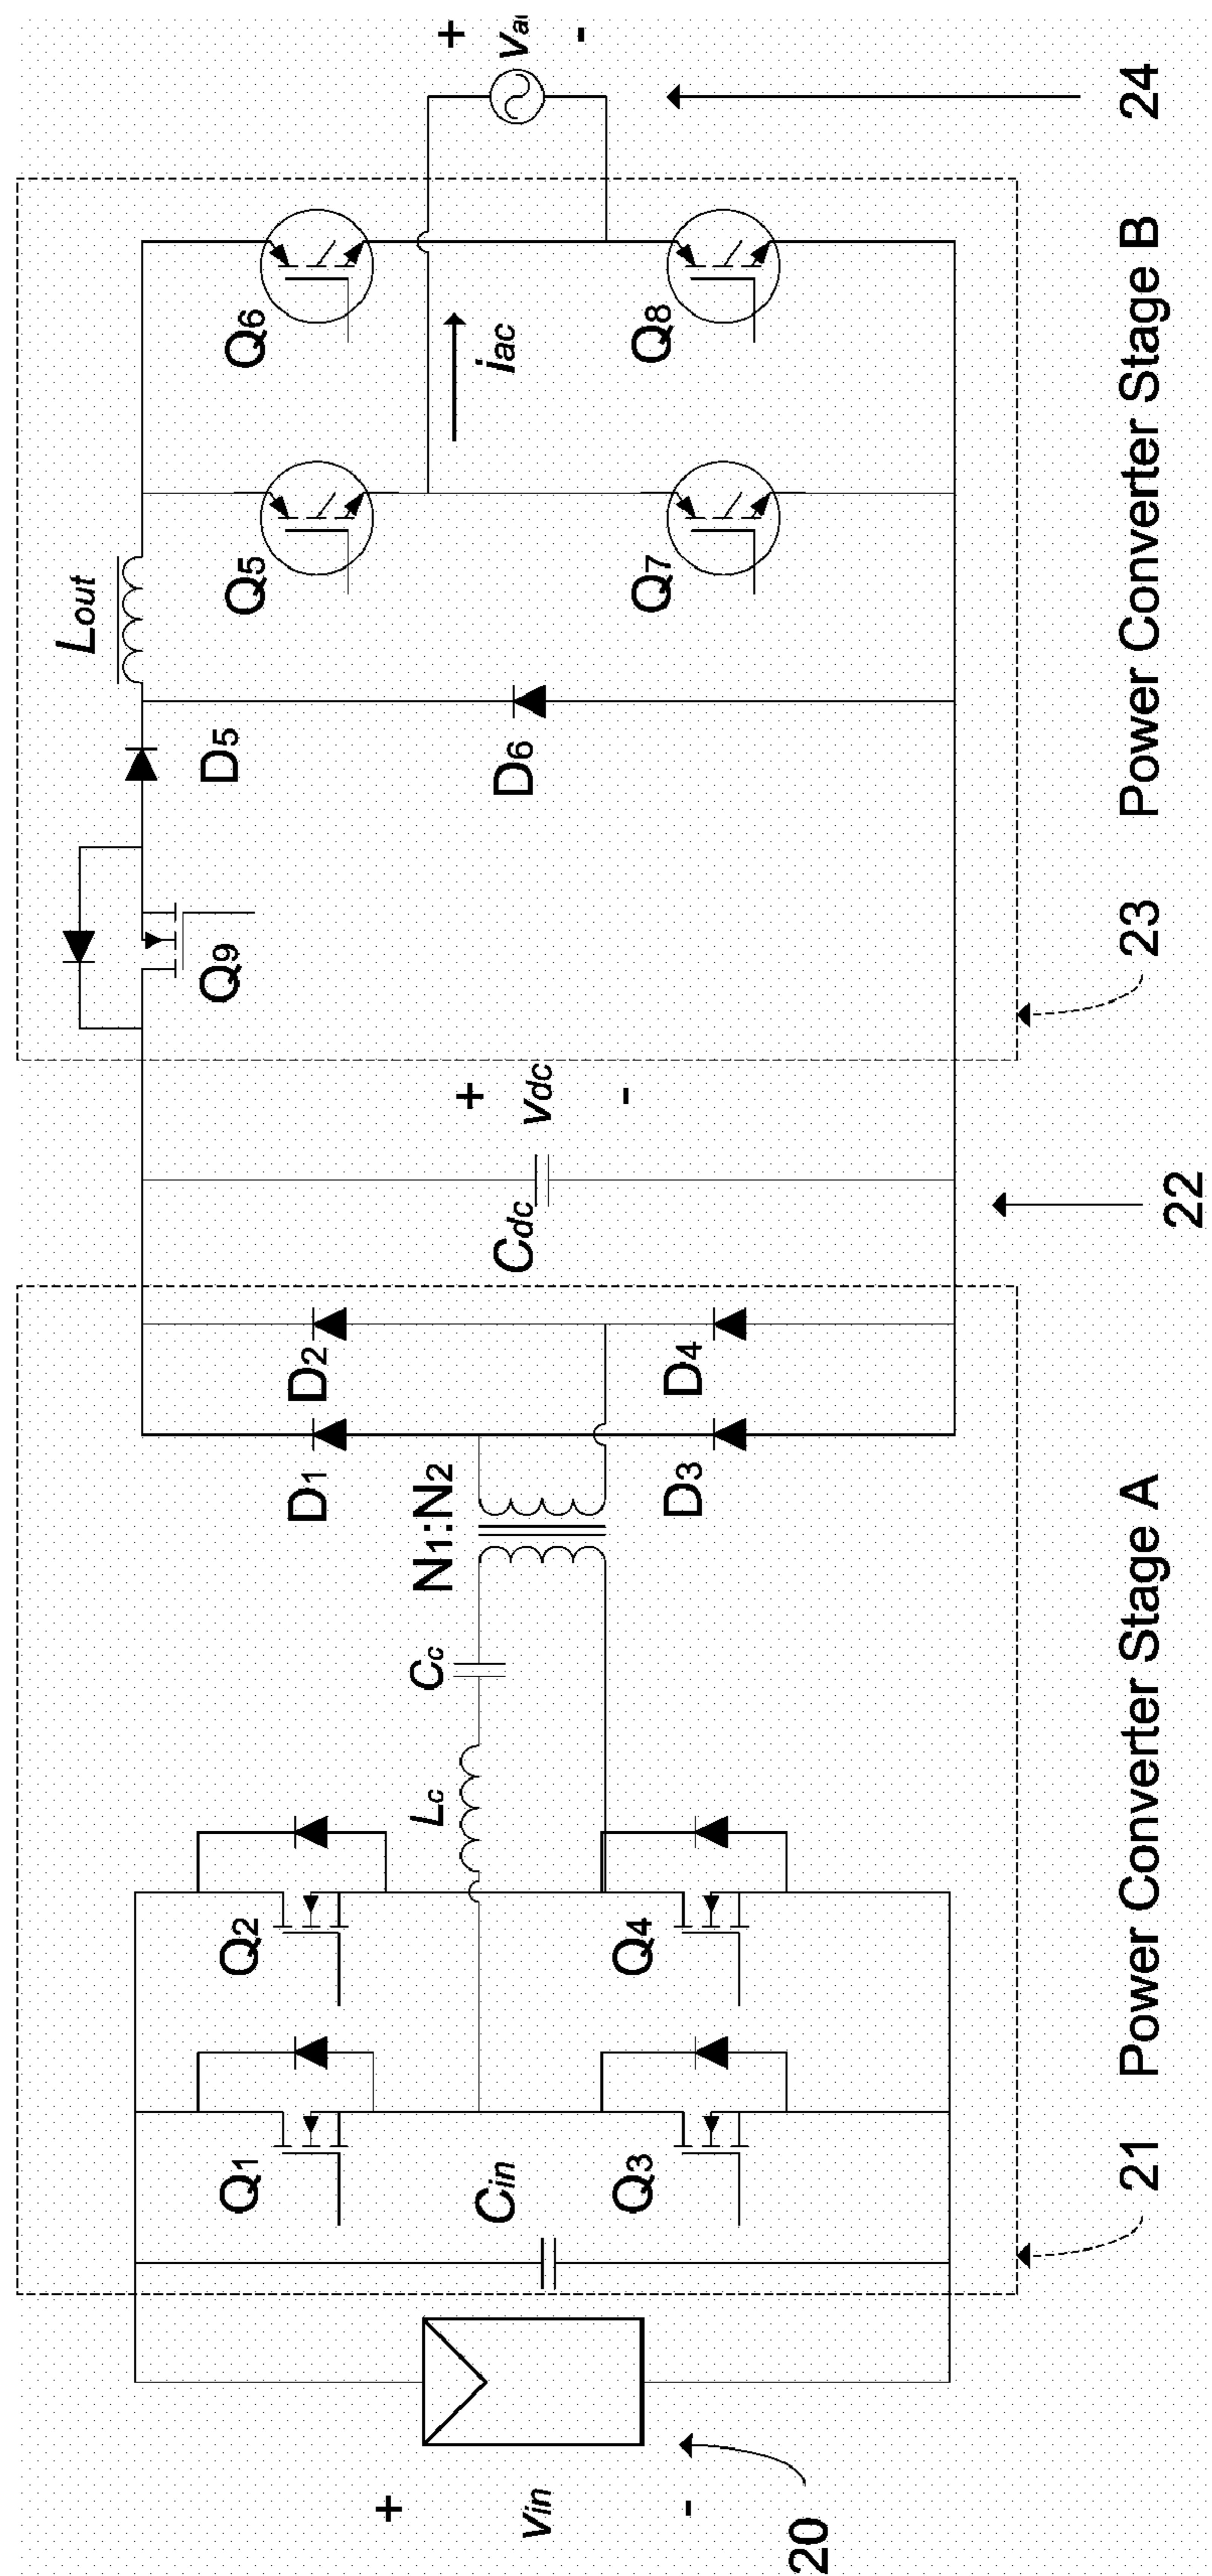 20
+
Vin
-
21 Power Converter Stage A
Cin
Q1
Q3
Q2
Q4
Lc
Cc
N1:N2
D1
D3
D2
D4
22
Cdc
+
Vdc
-
23 Power Converter Stage B
Q9
D5
D6
Lout
Q5
Q7
iac
Q6
Q8
24
+
-